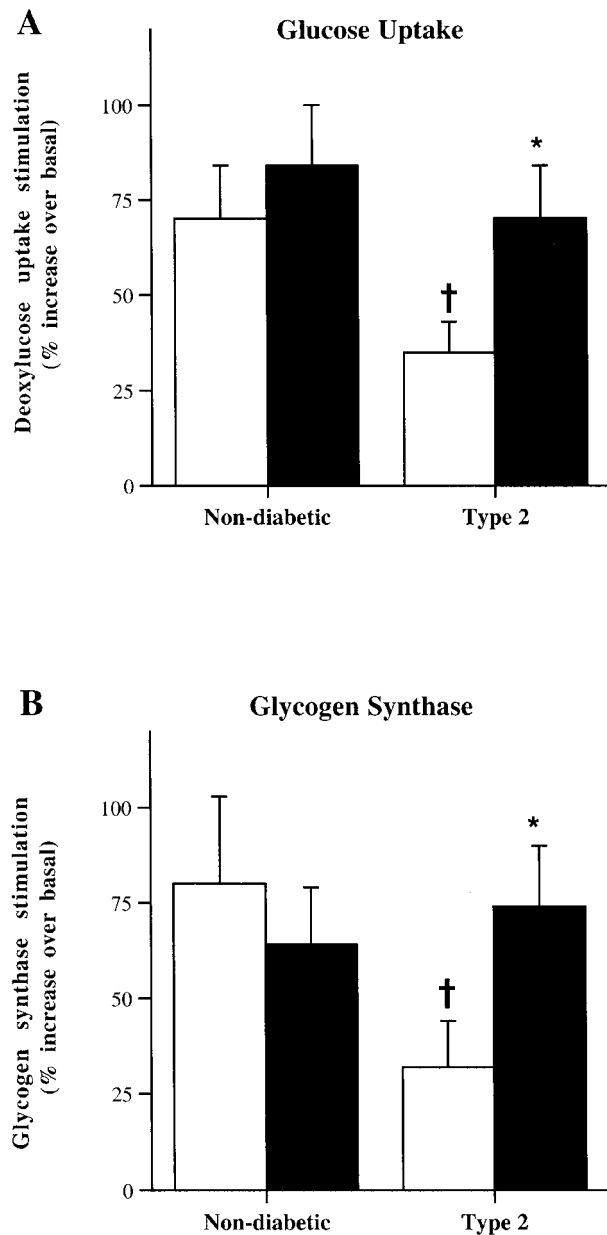 A
Glucose Uptake
Deoxylucose uptake stimulation
(% increase over basal)
100
75
50
25
0
†
*
Non-diabetic
Type 2
B
Glycogen Synthase
Glycogen synthase stimulation
(% increase over basal)
100
75
50
25
0
†
*
Non-diabetic
Type 2